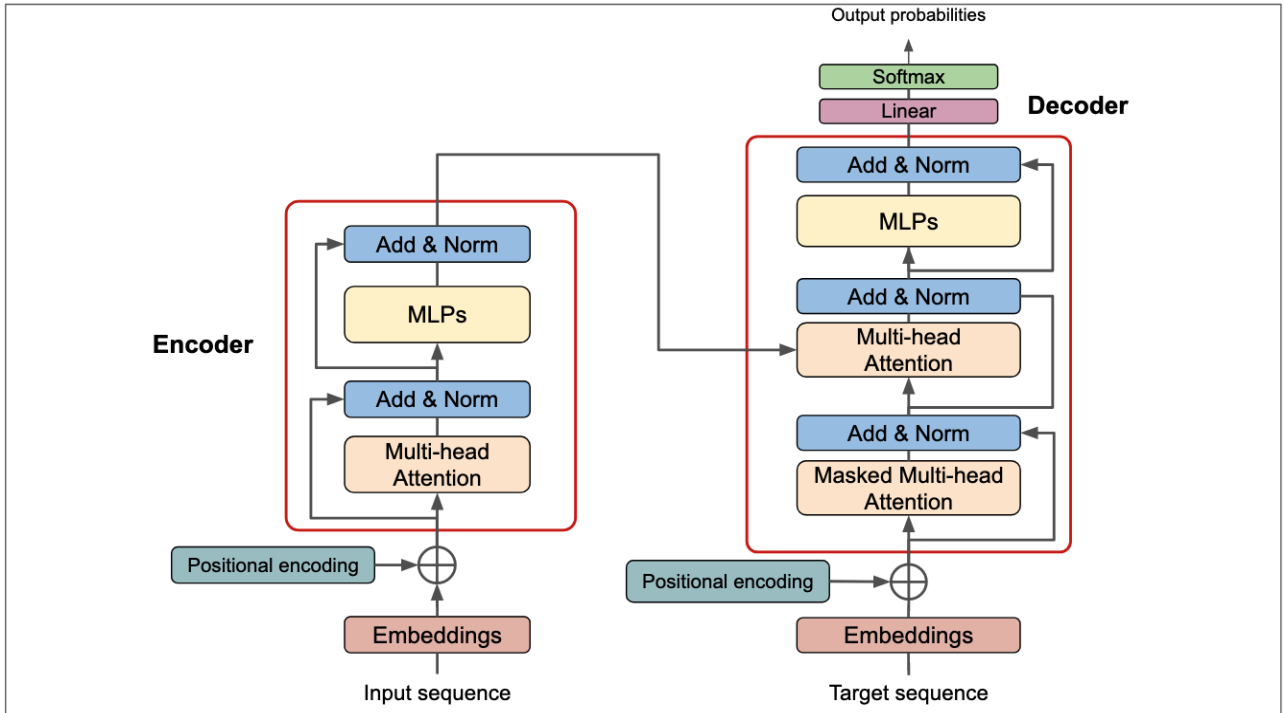 Output probabilities
Softmax
Linear
Decoder
Add & Norm
MLPs
Add & Norm
Multi-head
Attention
Add & Norm
Masked Multi-head
Attention
Positional encoding
Embeddings
Target sequence
Encoder
Add & Norm
MLPs
Add & Norm
Multi-head
Attention
Positional encoding
Embeddings
Input sequence